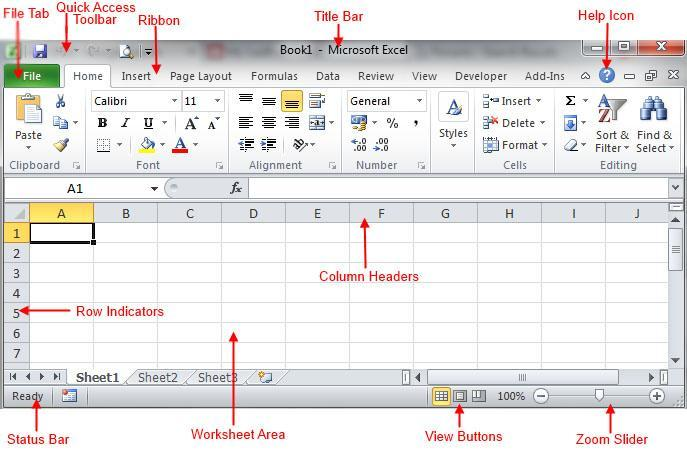 File Tab
Quick Access
Toolbar
Ribbon
Title Bar
Help Icon
Book1 - Microsoft Excel
File Home Insert Page Layout Formulas Data Review View Developer Add-Ins
Calibri 11 General Insert Σ
Paste B I U A A % , Styles Delete Sort & Filter Find & Select
A Format
Clipboard Font Alignment Number Cells Editing
A1 fx
A B C D E F G H I J
1
2
3
Column Headers
4
5 Row Indicators
6
7
Sheet1 Sheet2 Sheet3
Ready 100%
Status Bar
Worksheet Area
View Buttons
Zoom Slider